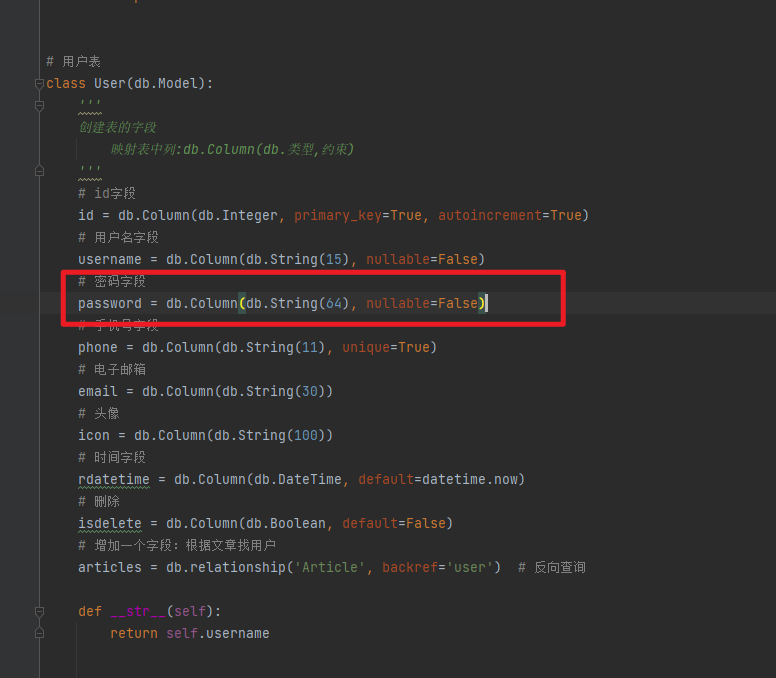 # 用户表
class User(db.Model):
'''
创建表的字段
映射表中列:db.Column(db.类型,约束)
'''
# id字段
id = db.Column(db.Integer, primary_key=True, autoincrement=True)
# 用户名字段
username = db.Column(db.String(15), nullable=False)
# 密码字段
password = db.Column(db.String(64), nullable=False)
# 手机号字段
phone = db.Column(db.String(11), unique=True)
# 电子邮箱
email = db.Column(db.String(30))
# 头像
icon = db.Column(db.String(100))
# 时间字段
rdatetime = db.Column(db.DateTime, default=datetime.now)
# 删除
isdelete = db.Column(db.Boolean, default=False)
# 增加一个字段：根据文章找用户
articles = db.relationship('Article', backref='user')  # 反向查询
def __str__(self):
return self.username